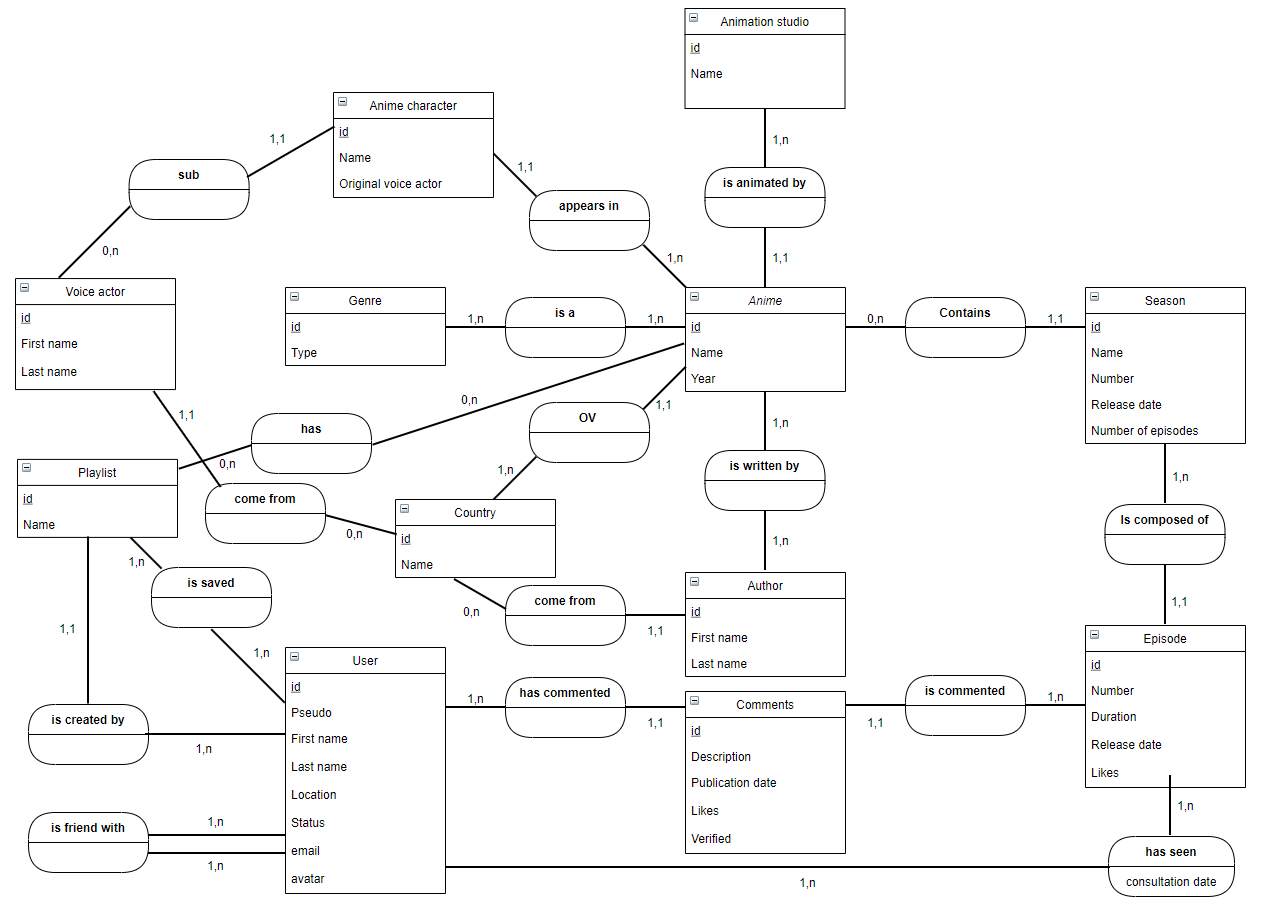 Animation studio
id
Name
1,n
is animated by
1,1
Anime character
id
Name
Original voice actor
1,1
sub
0,n
1,1
appears in
1,n
Voice actor
id
First name
Last name
Genre
id
Type
1,n
is a
1,n
Anime
id
Name
Year
0,n
Contains
1,1
Season
id
Name
Number
Release date
Number of episodes
1,1
has
0,n
0,n
OV
1,1
1,n
1,n
is written by
1,n
1,n
Is composed of
1,1
Playlist
id
Name
come from
0,n
Country
id
Name
0,n
come from
1,1
Author
id
First name
Last name
1,n
is saved
1,n
1,1
is created by
1,n
User
id
Pseudo
First name
Last name
Location
Status
email
avatar
1,n
has commented
1,1
Comments
id
Description
Publication date
Likes
Verified
1,1
is commented
1,n
Episode
id
Number
Duration
Release date
Likes
1,n
is friend with
1,n
1,n
has seen
consultation date
1,n